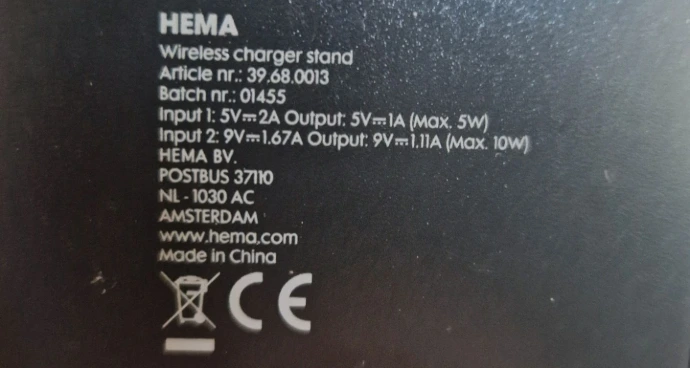 HEMA
Wireless charger stand
Article nr.: 39.68.0013
Batch nr.: 01455
Input 1: 5V⎓2A Output: 5V⎓1A (Max. 5W)
Input 2: 9V⎓1.67A Output: 9V⎓1.11A (Max. 10W)
HEMA BV.
POSTBUS 37110
NL - 1030 AC
AMSTERDAM
www.hema.com
Made in China
CE